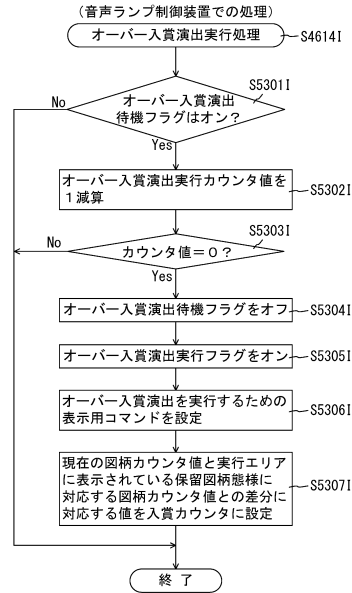 （音声ランプ制御装置での処理）
オーバー入賞演出実行処理
S4614I
S5301I
オーバー入賞演出
待機フラグはオン？
No
Yes
オーバー入賞演出実行カウンタ値を
１減算
S5302I
S5303I
カウンタ値＝０？
No
Yes
オーバー入賞演出待機フラグをオフ
S5304I
オーバー入賞演出実行フラグをオン
S5305I
オーバー入賞演出を実行するための
表示用コマンドを設定
S5306I
現在の図柄カウンタ値と実行エリア
に表示されている保留図柄態様に
対応する図柄カウンタ値との差分に
対応する値を入賞カウンタに設定
S5307I
終 了